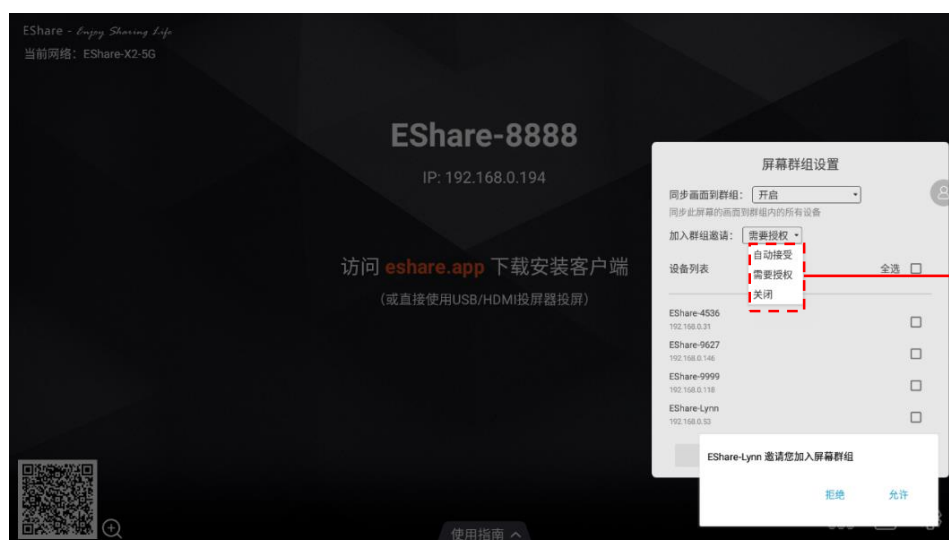 EShare - Enjoy Sharing Life
当前网络: EShare-X2-5G
EShare-8888
IP: 192.168.0.194
访问 eshare.app 下载安装客户端
(或直接使用USB/HDMI投屏器投屏)
使用指南
屏幕群组设置
同步画面到群组: 开启
同步此屏幕的画面到群组内的所有设备
加入群组邀请: 需要授权
自动接受
需要授权
关闭
设备列表 全选
EShare-4536
192.168.0.31
EShare-9627
192.168.0.146
EShare-9999
192.168.0.118
EShare-Lynn
192.168.0.53
EShare-Lynn 邀请您加入屏幕群组
拒绝 允许